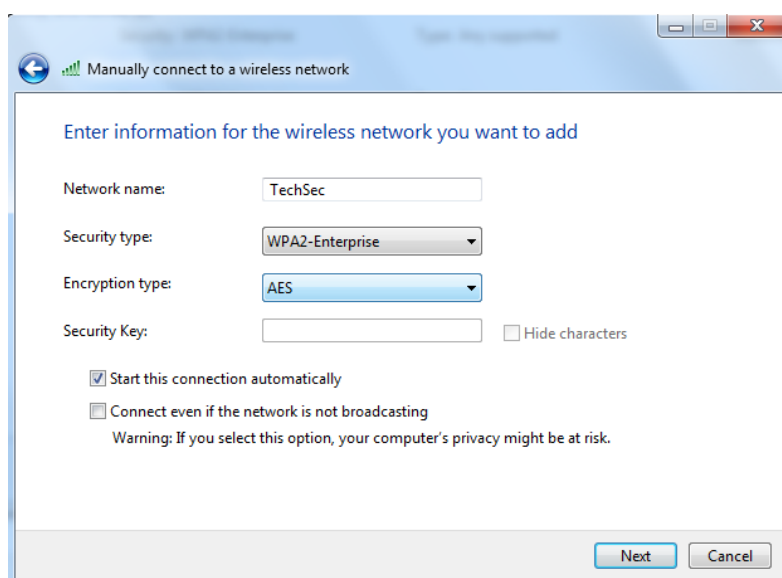 Manually connect to a wireless network
Enter information for the wireless network you want to add
Network name: TechSec
Security type: WPA2-Enterprise
Encryption type: AES
Security Key: Hide characters
Start this connection automatically
Connect even if the network is not broadcasting
Warning: If you select this option, your computer's privacy might be at risk.
Next Cancel